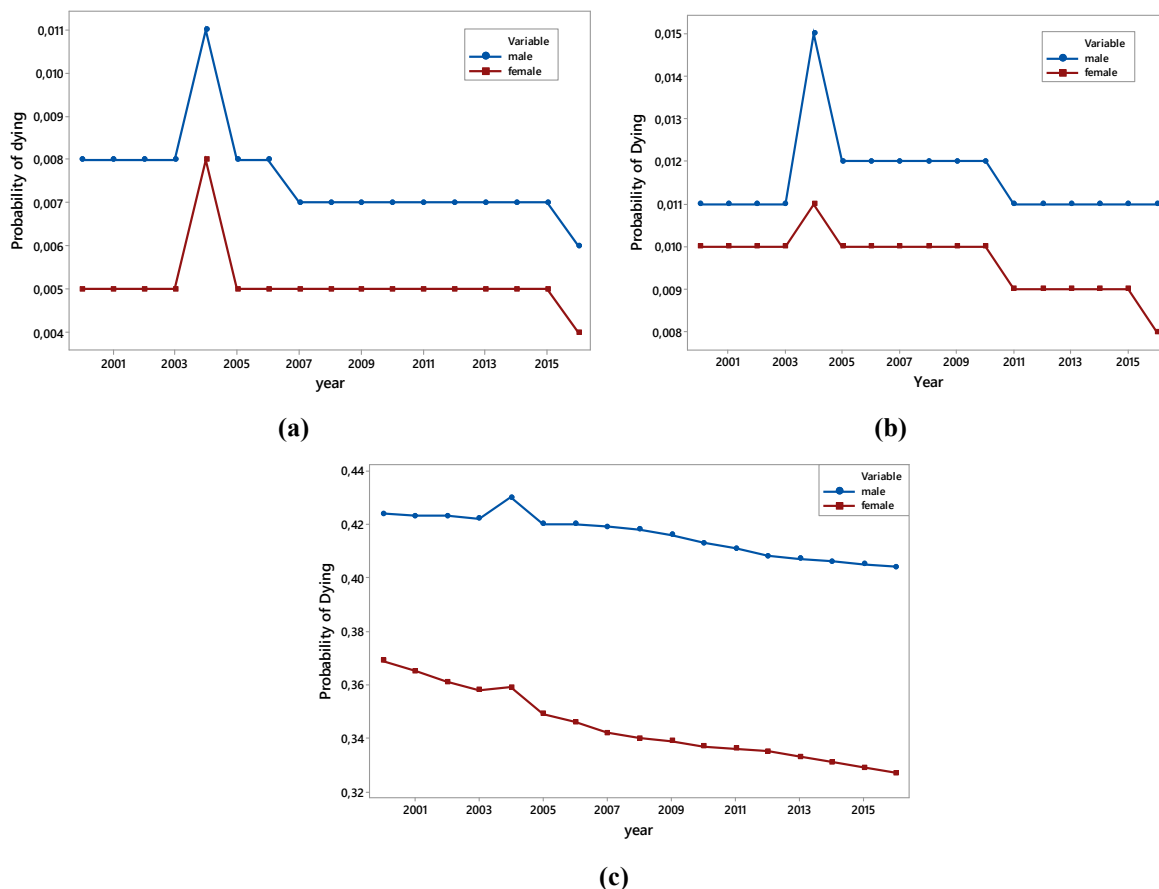 Probability of dying
0,011
0,010
0,009
0,008
0,007
0,006
0,005
0,004
Variable
male
female
2001 2003 2005 2007 2009 2011 2013 2015
year
(a)
Probability of Dying
0,015
0,014
0,013
0,012
0,011
0,010
0,009
0,008
Variable
male
female
2001 2003 2005 2007 2009 2011 2013 2015
Year
(b)
Probability of Dying
0,44
0,42
0,40
0,38
0,36
0,34
0,32
Variable
male
female
2001 2003 2005 2007 2009 2011 2013 2015
year
(c)